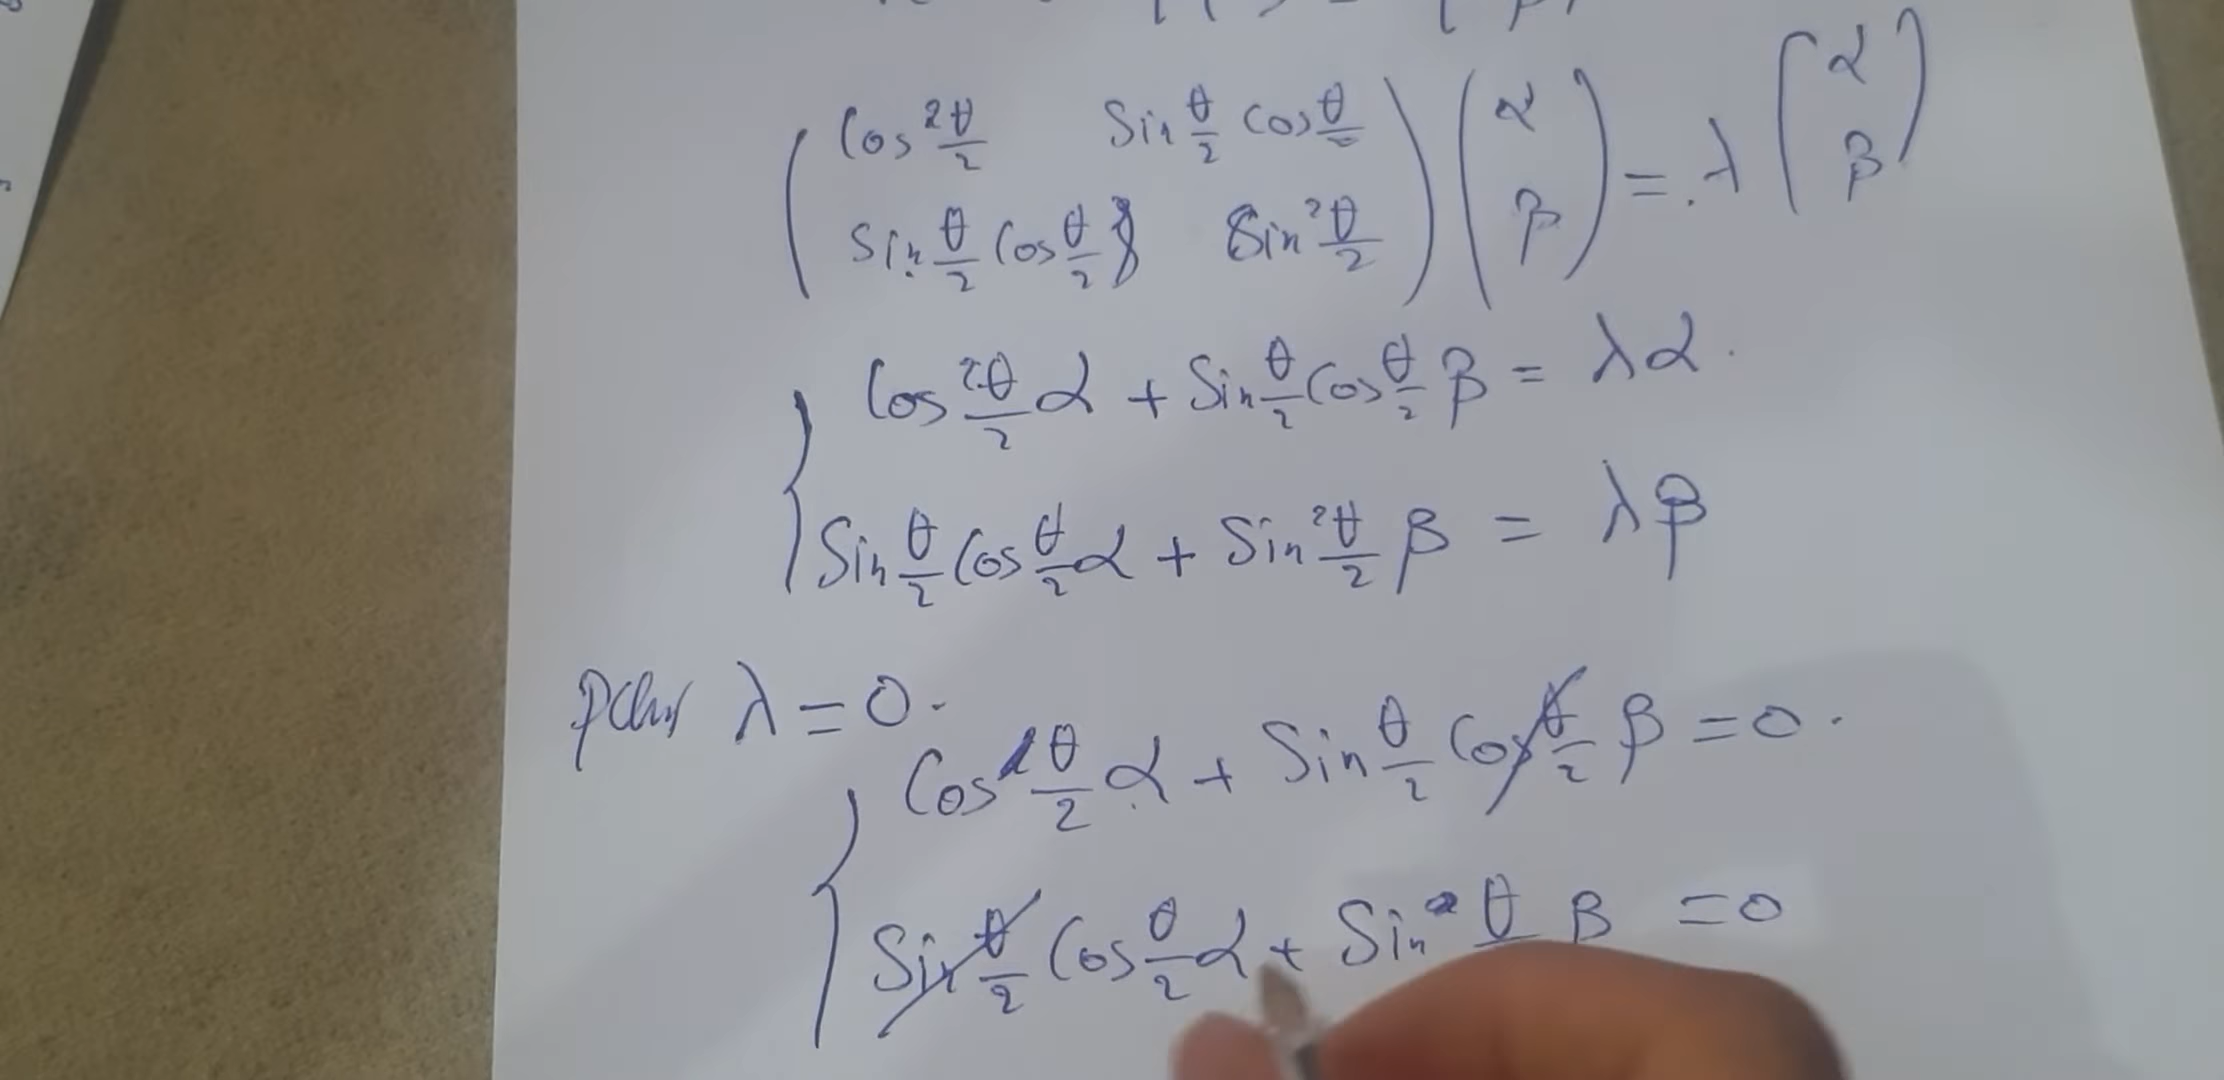 ( cos²θ/2 sin θ/2 cos θ/2 ) ( α ) = λ ( α )
( sin θ/2 cos θ/2 sin²θ/2 ) ( β ) ( β )
{ cos²θ/2 α + sin θ/2 cos θ/2 β = λα.
sin θ/2 cos θ/2 α + sin²θ/2 β = λβ
pour λ = 0.
{ cos²θ/2 α + sin θ/2 cos θ/2 β = 0.
sin θ/2 cos θ/2 α + sin²θ β = 0